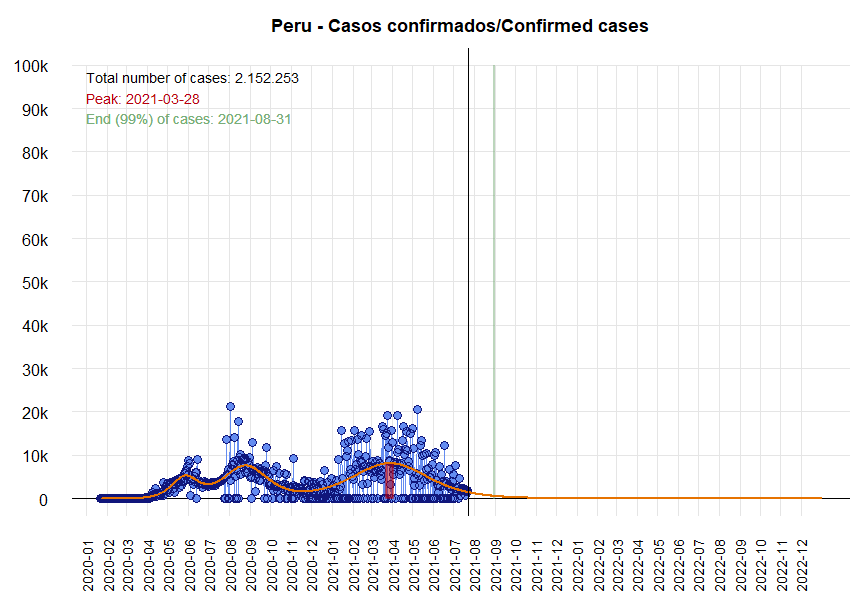 Peru - Casos confirmados/Confirmed cases
100k
90k
80k
70k
60k
50k
40k
30k
20k
10k
0
Total number of cases: 2.152.253
Peak: 2021-03-28
End (99%) of cases: 2021-08-31
2020-01
2020-02
2020-03
2020-04
2020-05
2020-06
2020-07
2020-08
2020-09
2020-10
2020-11
2020-12
2021-01
2021-02
2021-03
2021-04
2021-05
2021-06
2021-07
2021-08
2021-09
2021-10
2021-11
2021-12
2022-01
2022-02
2022-03
2022-04
2022-05
2022-06
2022-07
2022-08
2022-09
2022-10
2022-11
2022-12